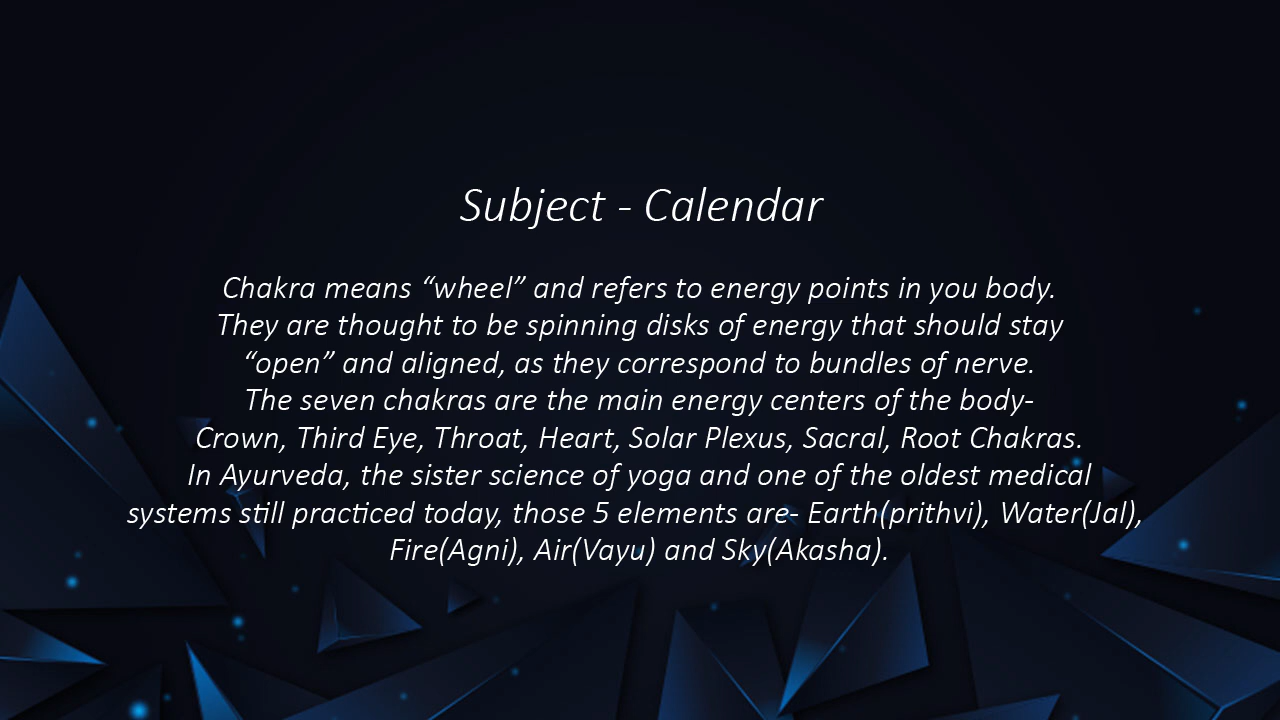 Subject - Calendar
Chakra means “wheel” and refers to energy points in you body.
They are thought to be spinning disks of energy that should stay
“open” and aligned, as they correspond to bundles of nerve.
The seven chakras are the main energy centers of the body-
Crown, Third Eye, Throat, Heart, Solar Plexus, Sacral, Root Chakras.
In Ayurveda, the sister science of yoga and one of the oldest medical
systems still practiced today, those 5 elements are- Earth(prithvi), Water(Jal),
Fire(Agni), Air(Vayu) and Sky(Akasha).